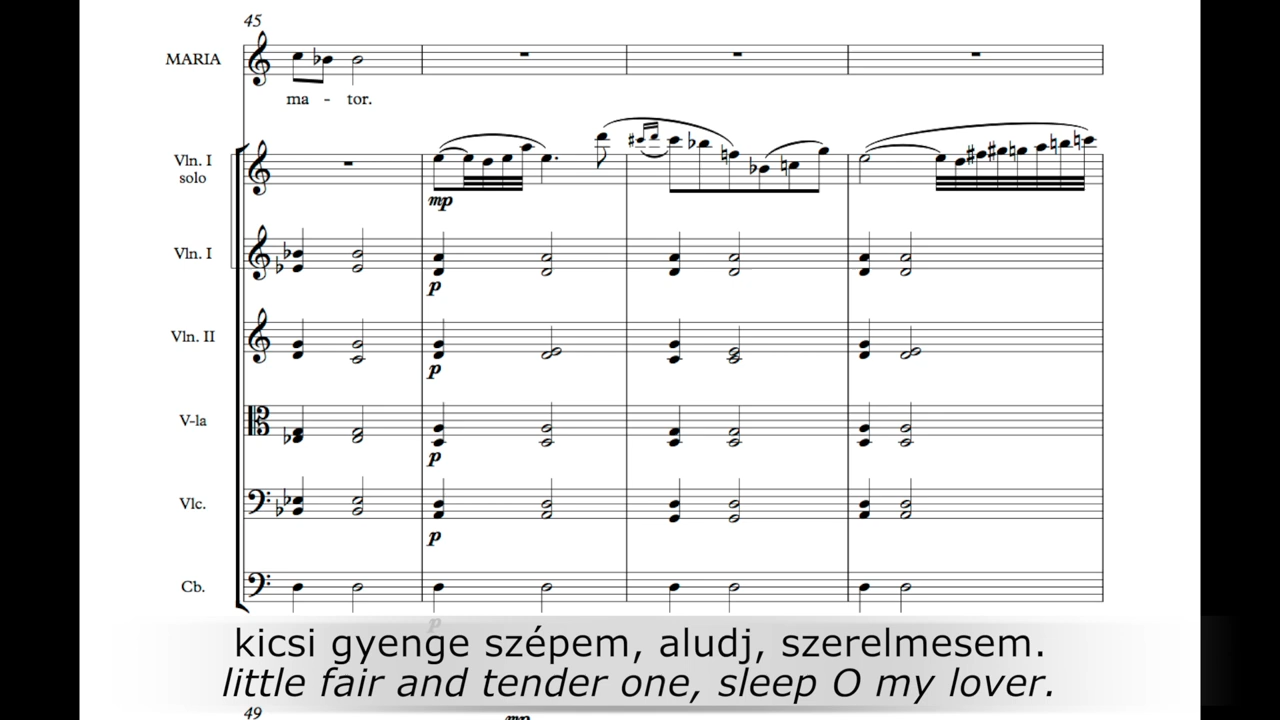 45
MARIA
ma - tor.
Vln. I
solo
mp
Vln. I
p
Vln. II
p
V-la
p
Vlc.
p
Cb.
p
kicsi gyenge szépem, aludj, szerelmesem.
little fair and tender one, sleep O my lover.
49
mp